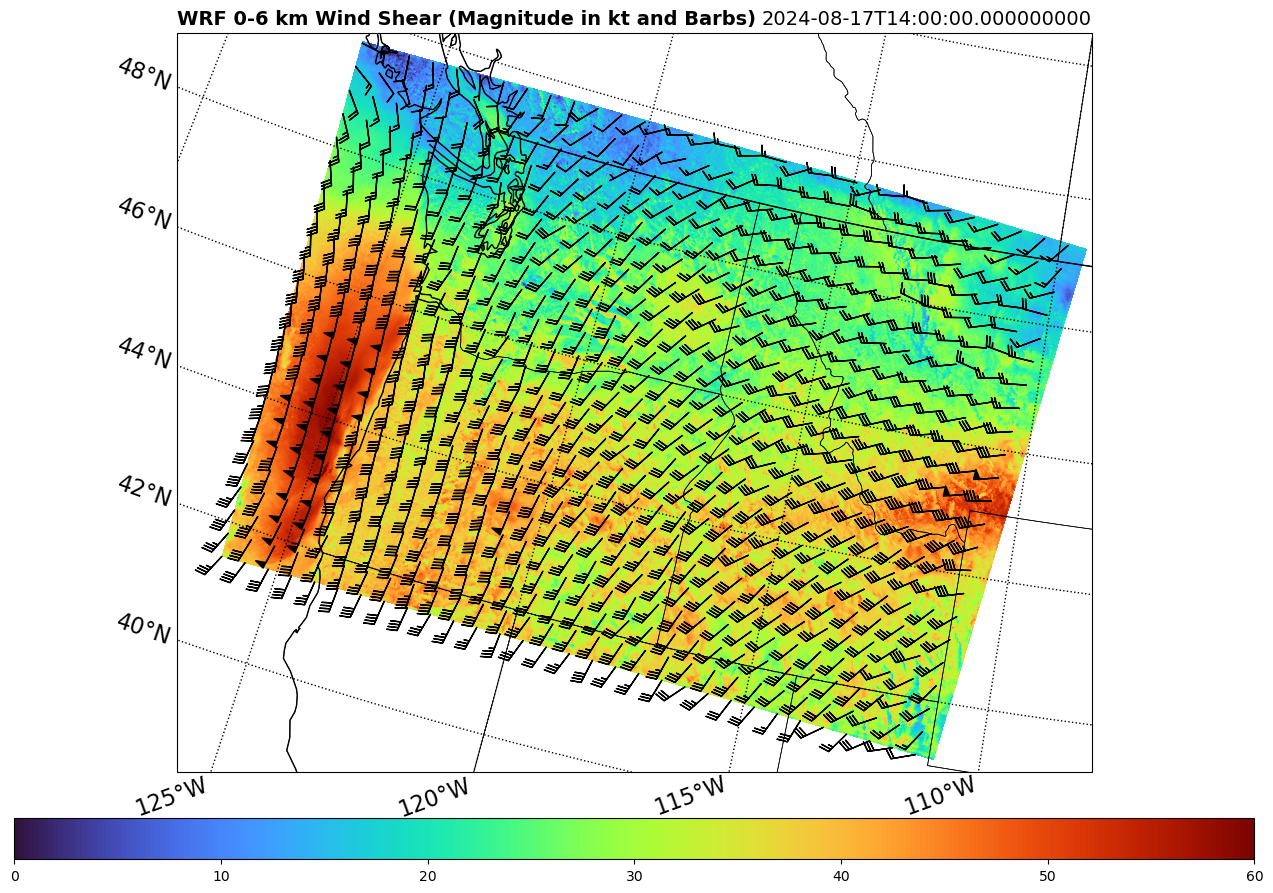 WRF 0-6 km Wind Shear (Magnitude in kt and Barbs) 2024-08-17T14:00:00.000000000
48°N
46°N
44°N
42°N
40°N
125°W 120°W 115°W 110°W
0 10 20 30 40 50 60